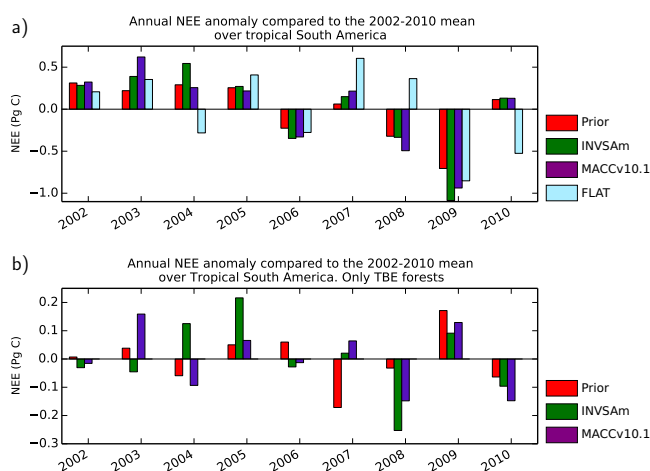 a)
Annual NEE anomaly compared to the 2002-2010 mean
over tropical South America
NEE (Pg C)
0.5
0.0
−0.5
−1.0
2002 2003 2004 2005 2006 2007 2008 2009 2010
Prior
INVSAm
MACCv10.1
FLAT
b)
Annual NEE anomaly compared to the 2002-2010 mean
over Tropical South America. Only TBE forests
NEE (Pg C)
0.2
0.1
0.0
−0.1
−0.2
−0.3
2002 2003 2004 2005 2006 2007 2008 2009 2010
Prior
INVSAm
MACCv10.1